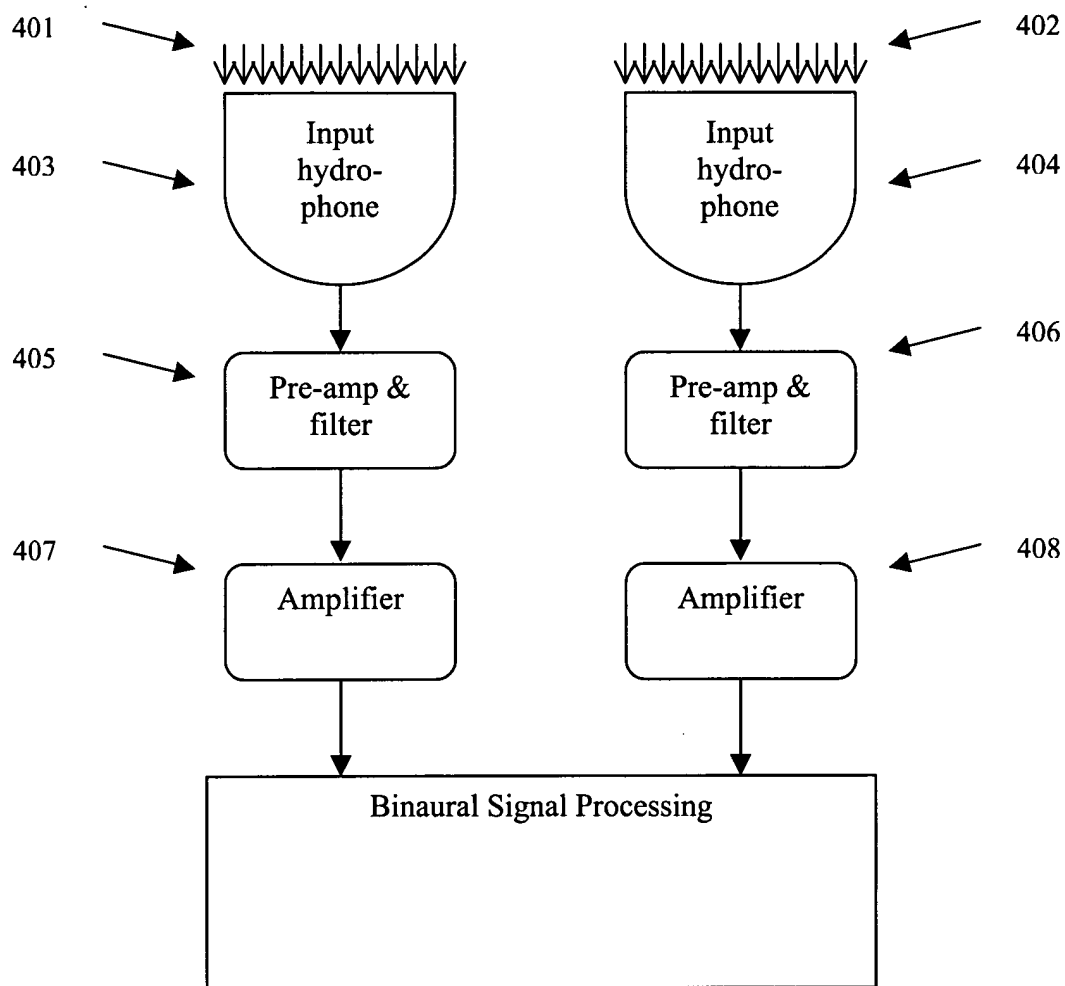 401
402
Input
hydro-
phone
Input
hydro-
phone
403
404
405
406
Pre-amp &
filter
Pre-amp &
filter
407
408
Amplifier
Amplifier
Binaural Signal Processing